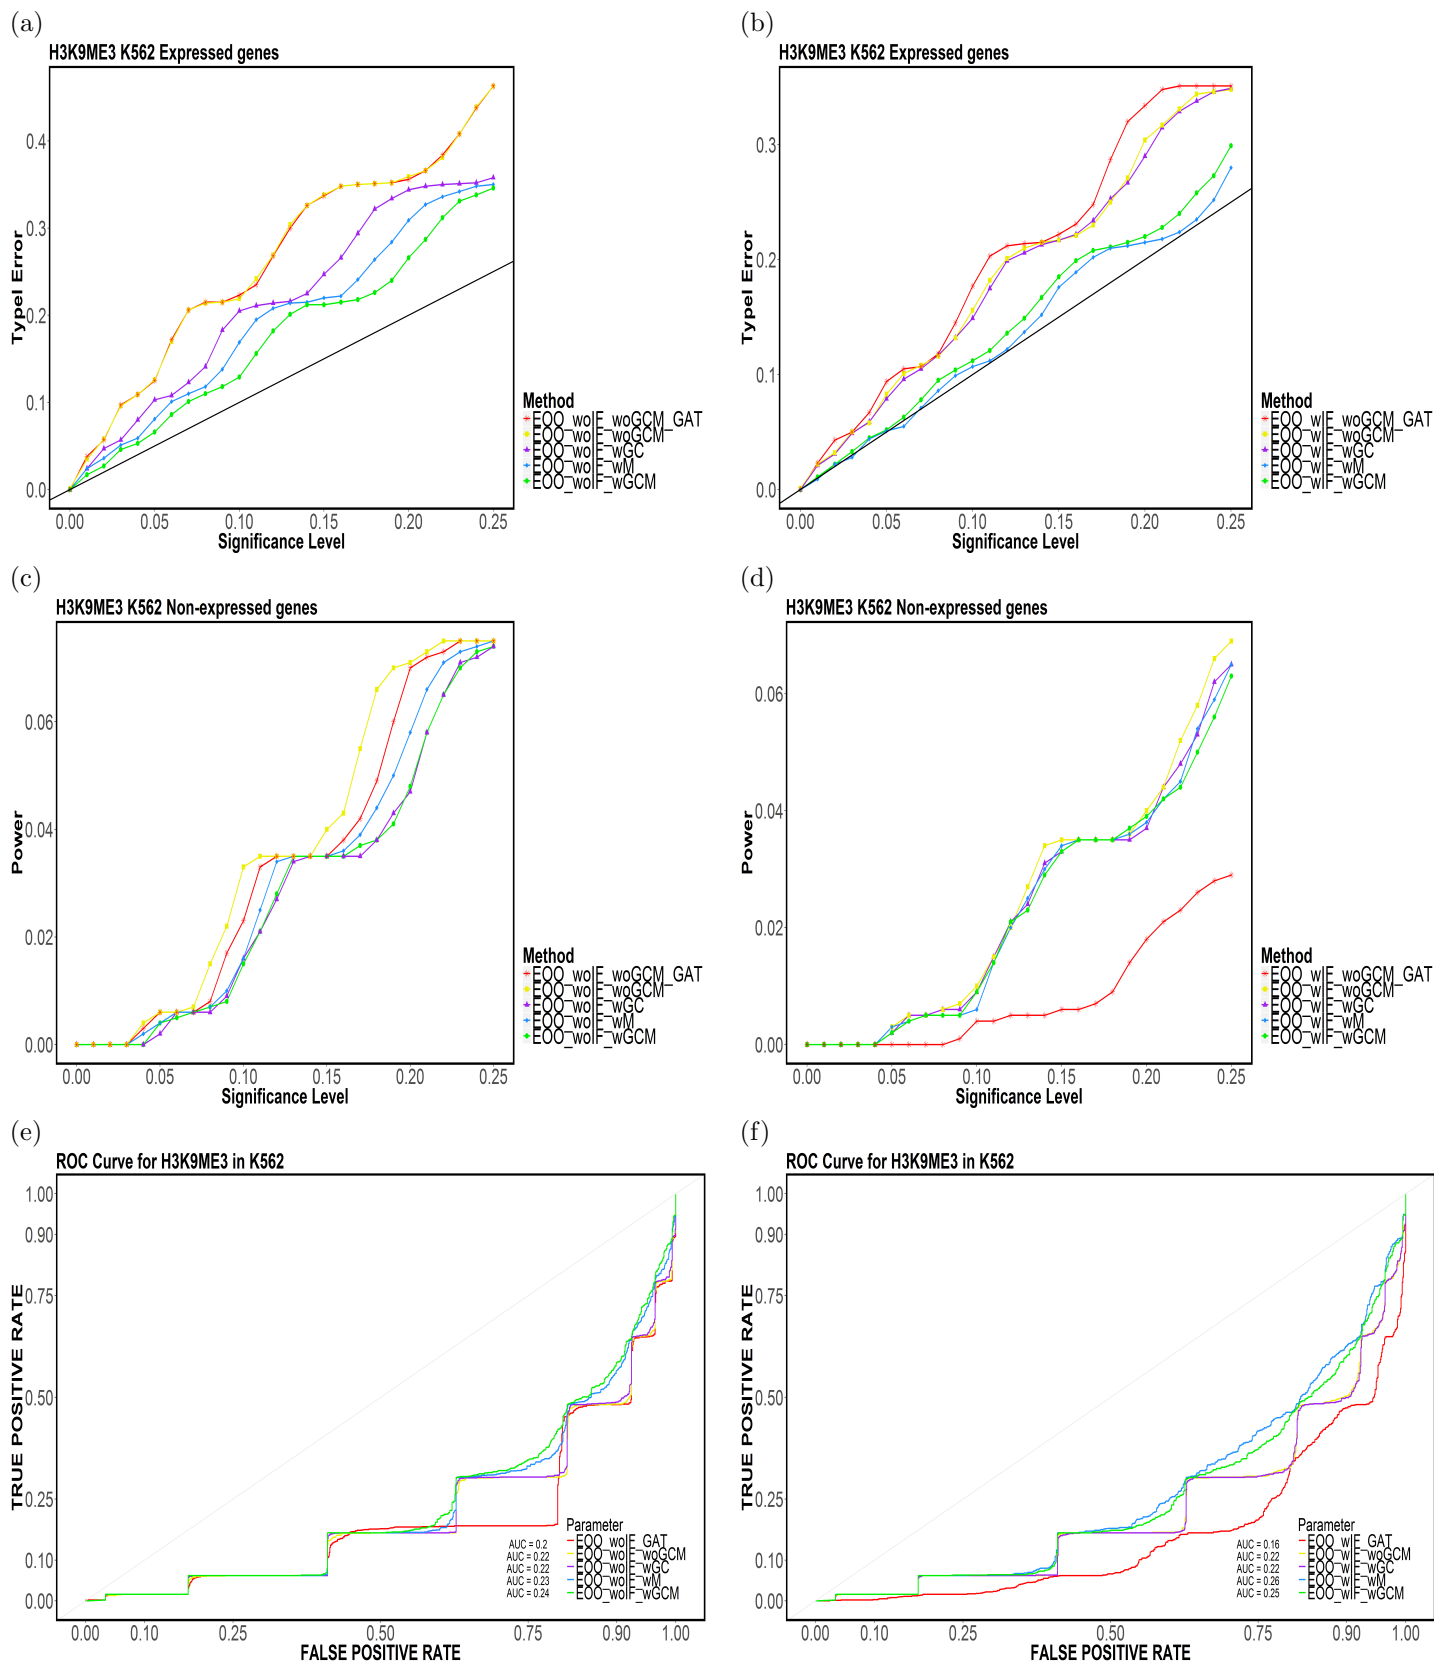 (a)
H3K9ME3 K562 Expressed genes
TypeI Error
0.4
0.3
0.2
0.1
0.0
0.00 0.05 0.10 0.15 0.20 0.25
Significance Level
Method
EOO_woIF_woGCM_GAT
EOO_woIF_woGCM
EOO_woIF_wGC
EOO_woIF_wM
EOO_woIF_wGCM
(b)
H3K9ME3 K562 Expressed genes
TypeI Error
0.3
0.2
0.1
0.0
0.00 0.05 0.10 0.15 0.20 0.25
Significance Level
Method
EOO_wIF_woGCM_GAT
EOO_wIF_woGCM
EOO_wIF_wGC
EOO_wIF_wM
EOO_wIF_wGCM
(c)
H3K9ME3 K562 Non-expressed genes
Power
0.06
0.04
0.02
0.00
0.00 0.05 0.10 0.15 0.20 0.25
Significance Level
Method
EOO_woIF_woGCM_GAT
EOO_woIF_woGCM
EOO_woIF_wGC
EOO_woIF_wM
EOO_woIF_wGCM
(d)
H3K9ME3 K562 Non-expressed genes
Power
0.06
0.04
0.02
0.00
0.00 0.05 0.10 0.15 0.20 0.25
Significance Level
Method
EOO_wIF_woGCM_GAT
EOO_wIF_woGCM
EOO_wIF_wGC
EOO_wIF_wM
EOO_wIF_wGCM
(e)
ROC Curve for H3K9ME3 in K562
TRUE POSITIVE RATE
1.00
0.90
0.75
0.50
0.25
0.10
0.00
0.00 0.10 0.25 0.50 0.75 0.90 1.00
FALSE POSITIVE RATE
Parameter
AUC = 0.2 EOO_woIF_GAT
AUC = 0.22 EOO_woIF_woGCM
AUC = 0.22 EOO_woIF_wGC
AUC = 0.23 EOO_woIF_wM
AUC = 0.24 EOO_woIF_wGCM
(f)
ROC Curve for H3K9ME3 in K562
TRUE POSITIVE RATE
1.00
0.90
0.75
0.50
0.25
0.10
0.00
0.00 0.10 0.25 0.50 0.75 0.90 1.00
FALSE POSITIVE RATE
Parameter
AUC = 0.16 EOO_wIF_GAT
AUC = 0.22 EOO_wIF_woGCM
AUC = 0.22 EOO_wIF_wGC
AUC = 0.26 EOO_wIF_wM
AUC = 0.25 EOO_wIF_wGCM